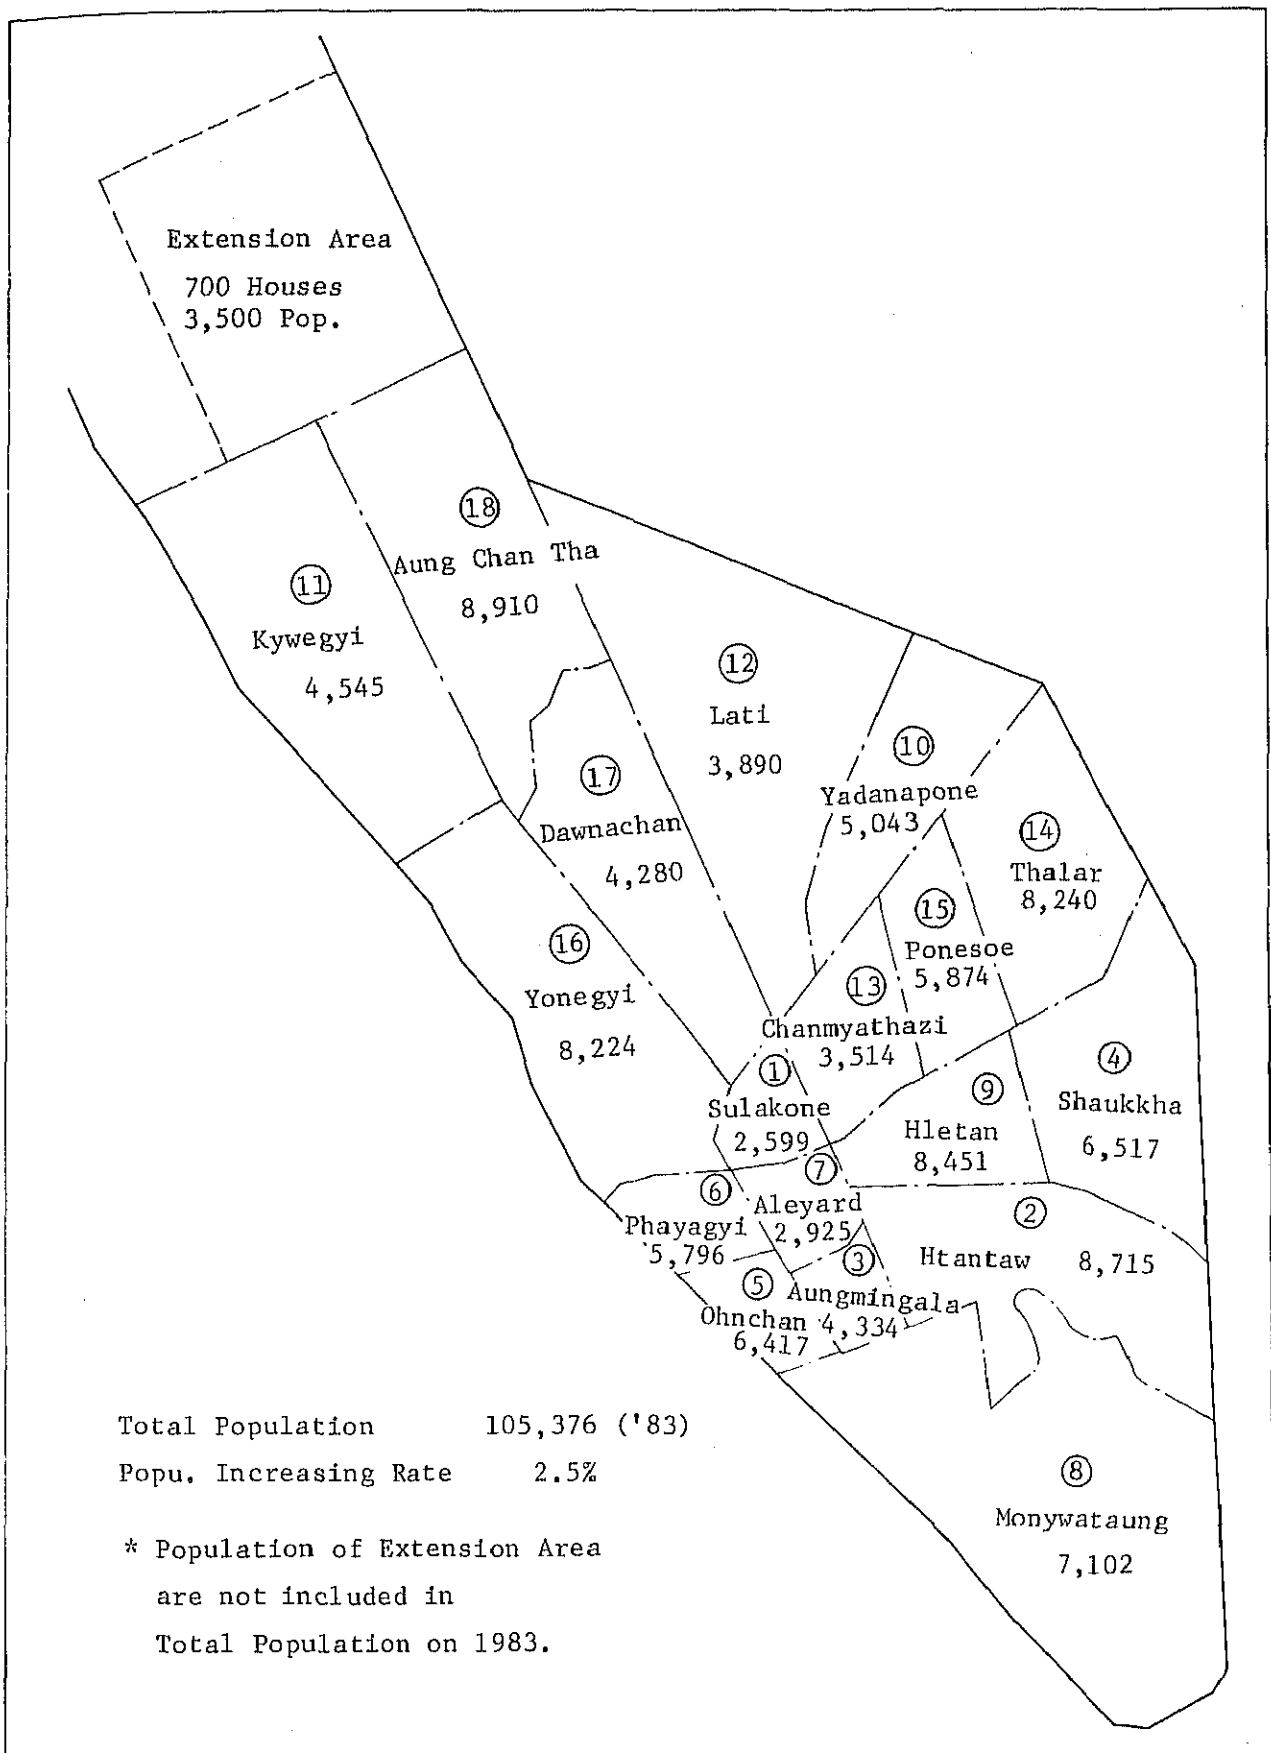 Extension Area
700 Houses
3,500 Pop.
⑱
Aung Chan Tha
8,910
⑪
Kywegyi
4,545
⑫
Lati
3,890
⑩
Yadanapone
5,043
⑰
Dawnachan
4,280
⑭
Thalar
8,240
⑮
Ponesoe
5,874
⑯
Yonegyi
8,224
⑬
Chanmyathazi
3,514
①
Sulakone
2,599
④
Shaukkha
6,517
⑨
Hletan
8,451
⑦
Aleyard
2,925
⑥
Phayagyi
5,796
②
Htantaw 8,715
③
Aungmingala
4,334
⑤
Ohnchan
6,417
⑧
Monywataung
7,102
Total Population 105,376 ('83)
Popu. Increasing Rate 2.5%
* Population of Extension Area
are not included in
Total Population on 1983.